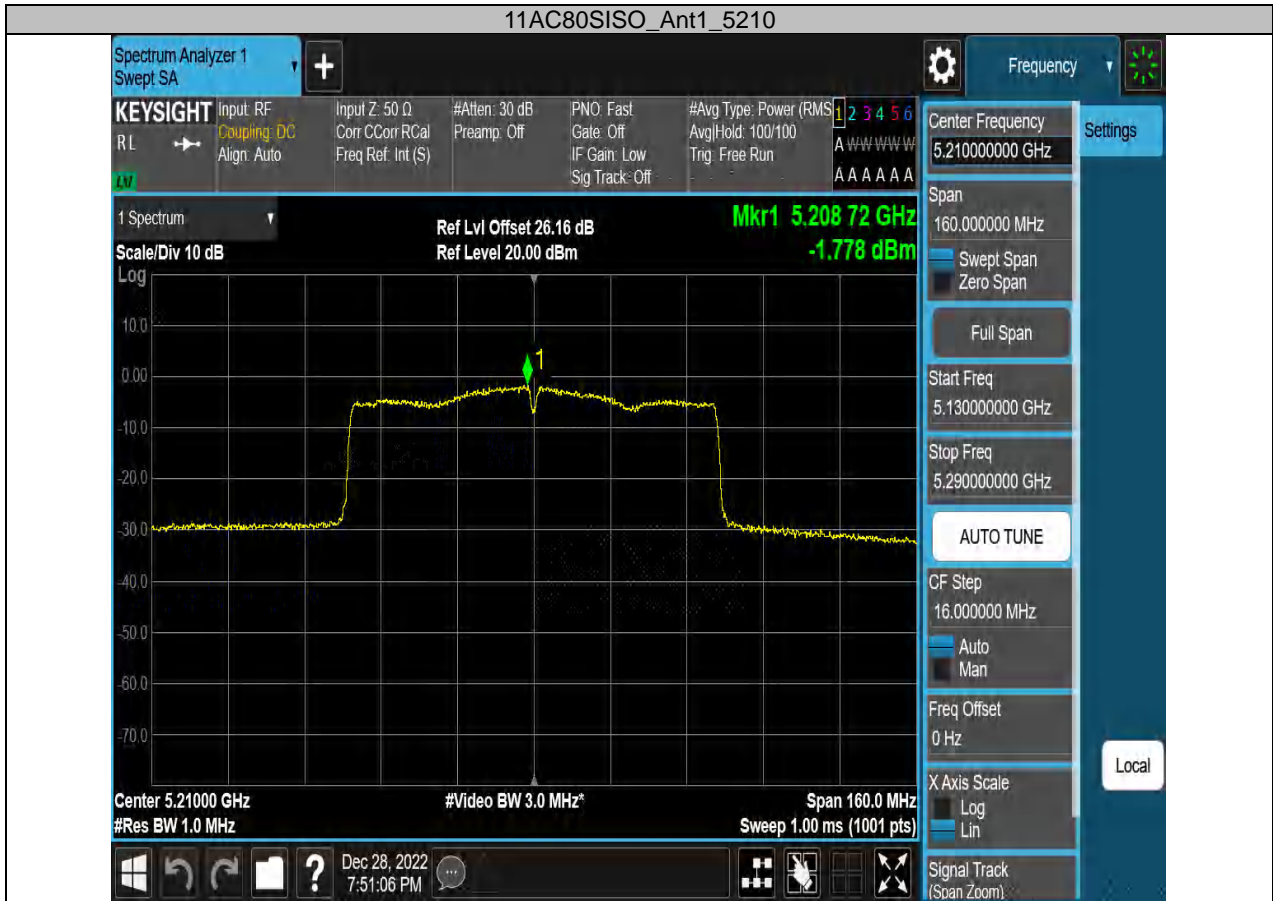 11AC80SISO_Ant1_5210
Spectrum Analyzer 1
Swept SA
Frequency
KEYSIGHT
RL
Input: RF
Coupling: DC
Align: Auto
Input Z: 50 Ω
Corr CCorr RCal
Freq Ref: Int (S)
#Atten: 30 dB
Preamp: Off
PNO: Fast
Gate: Off
IF Gain: Low
Sig Track: Off
#Avg Type: Power (RMS
Avg|Hold: 100/100
Trig: Free Run
1 2 3 4 5 6
A W W W W W
A A A A A A
1 Spectrum
Scale/Div 10 dB
Ref Lvl Offset 26.16 dB
Ref Level 20.00 dBm
Mkr1 5.208 72 GHz
-1.778 dBm
Log
10.0
0.00
-10.0
-20.0
-30.0
-40.0
-50.0
-60.0
-70.0
1
Center 5.21000 GHz
#Video BW 3.0 MHz*
Span 160.0 MHz
#Res BW 1.0 MHz
Sweep 1.00 ms (1001 pts)
Center Frequency
5.210000000 GHz
Settings
Span
160.000000 MHz
Swept Span
Zero Span
Full Span
Start Freq
5.130000000 GHz
Stop Freq
5.290000000 GHz
AUTO TUNE
CF Step
16.000000 MHz
Auto
Man
Freq Offset
0 Hz
X Axis Scale
Log
Lin
Local
Signal Track
(Span Zoom)
?
Dec 28, 2022
7:51:06 PM